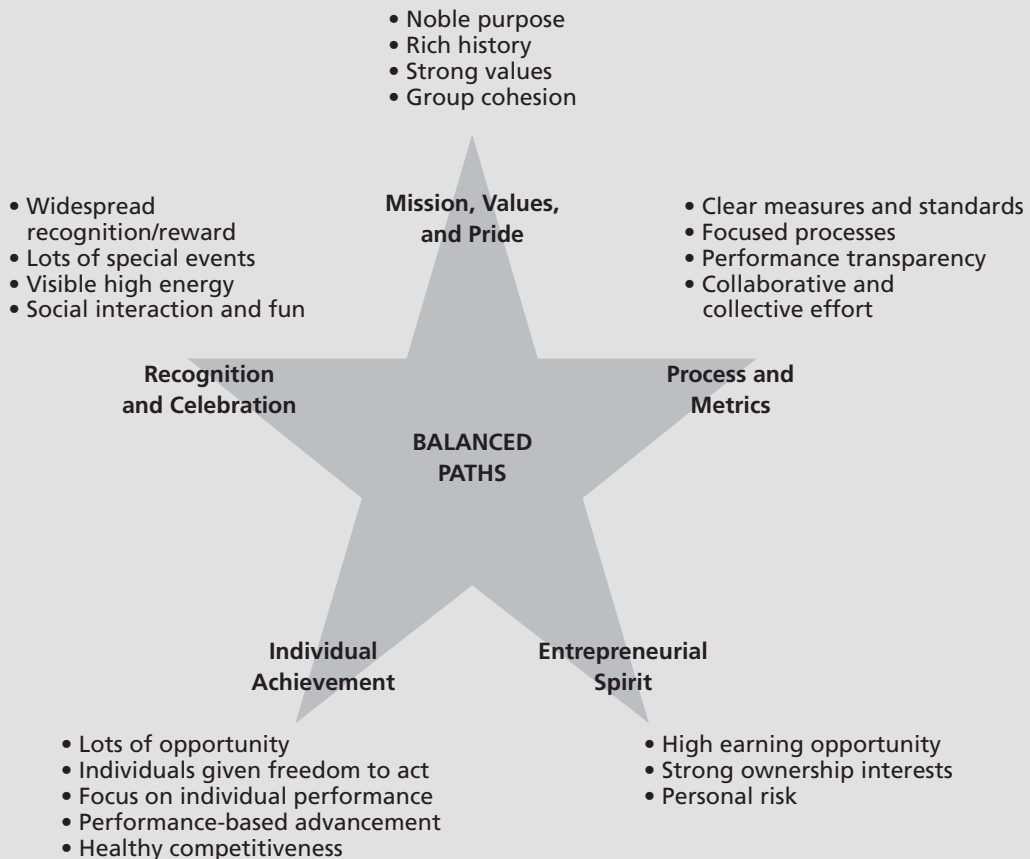 • Noble purpose
• Rich history
• Strong values
• Group cohesion
Mission, Values,
and Pride
• Widespread
recognition/reward
• Lots of special events
• Visible high energy
• Social interaction and fun
• Clear measures and standards
• Focused processes
• Performance transparency
• Collaborative and
collective effort
Recognition
and Celebration
Process and
Metrics
BALANCED
PATHS
Individual
Achievement
Entrepreneurial
Spirit
• Lots of opportunity
• Individuals given freedom to act
• Focus on individual performance
• Performance-based advancement
• Healthy competitiveness
• High earning opportunity
• Strong ownership interests
• Personal risk